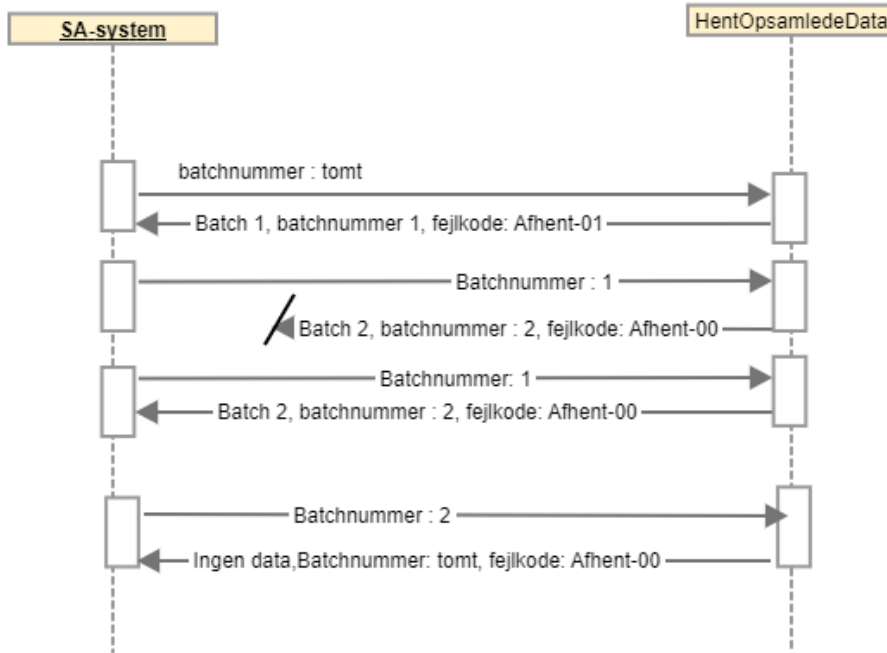 SA-system
HentOpsamledeData
batchnummer : tomt
Batch 1, batchnummer 1, fejlkode: Afhent-01
Batchnummer : 1
Batch 2, batchnummer : 2, fejlkode: Afhent-00
Batchnummer: 1
Batch 2, batchnummer : 2, fejlkode: Afhent-00
Batchnummer : 2
Ingen data,Batchnummer: tomt, fejlkode: Afhent-00